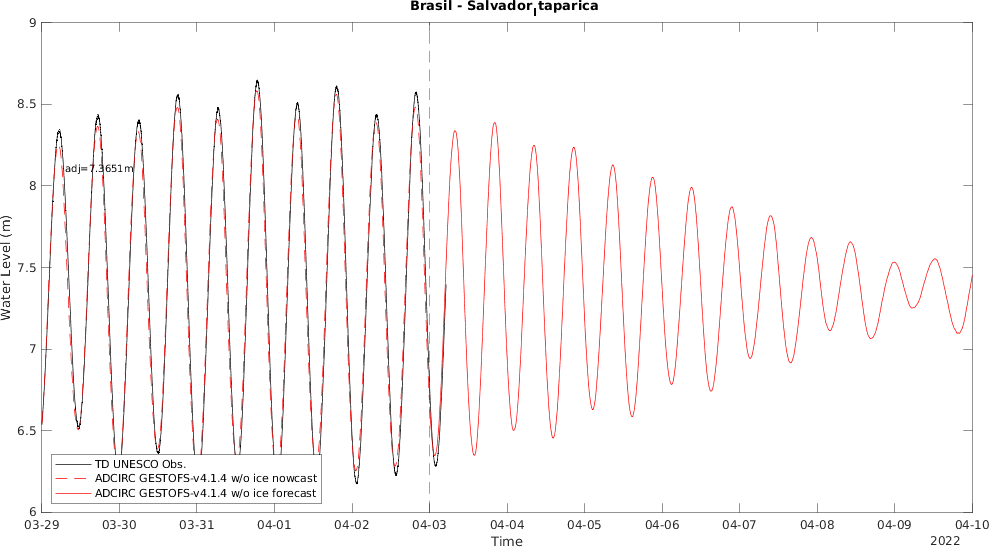 Brasil - Salvador_Itaparica
9
8.5
8
7.5
7
6.5
6
Water Level (m)
adj=7.3651m
TD UNESCO Obs.
ADCIRC GESTOFS-v4.1.4 w/o ice nowcast
ADCIRC GESTOFS-v4.1.4 w/o ice forecast
03-29 03-30 03-31 04-01 04-02 04-03 04-04 04-05 04-06 04-07 04-08 04-09 04-10
Time
2022